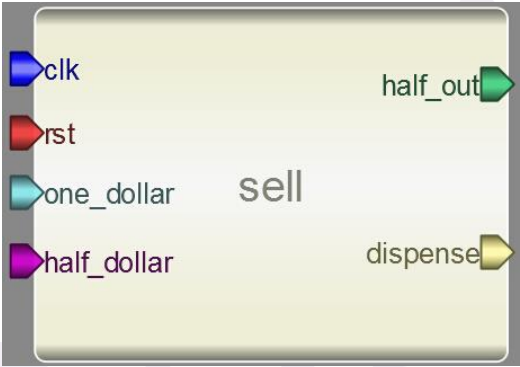 clk
half_out
rst
one_dollar
sell
half_dollar
dispense